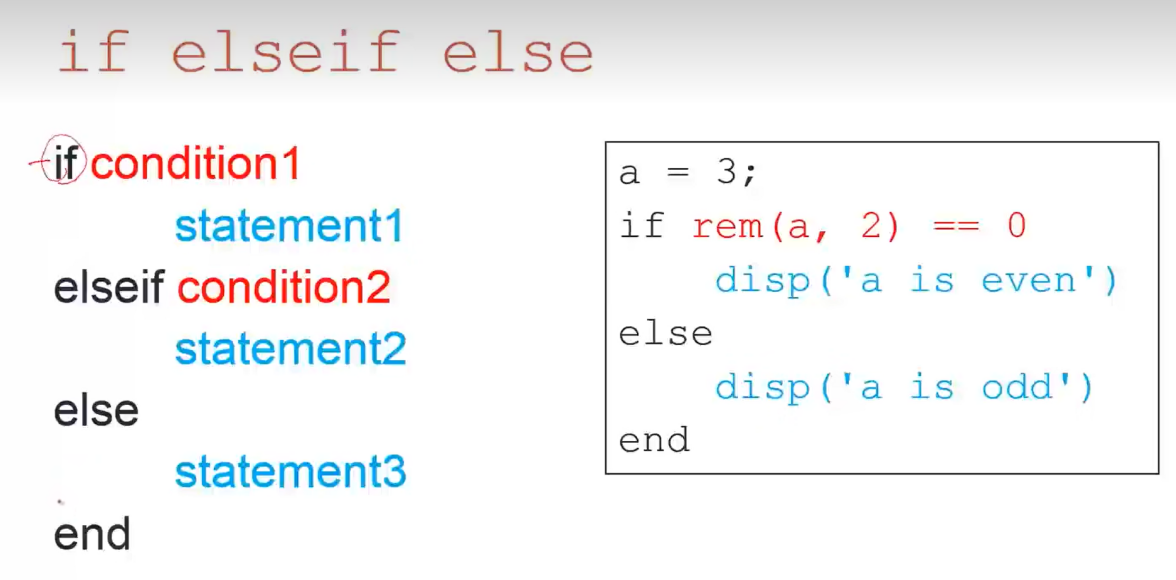 if elseif else
if condition1
statement1
elseif condition2
statement2
else
statement3
end
a = 3;
if rem(a, 2) == 0
disp('a is even')
else
disp('a is odd')
end